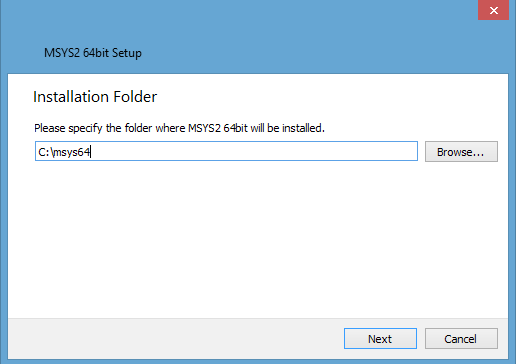 MSYS2 64bit Setup
Installation Folder
Please specify the folder where MSYS2 64bit will be installed.
C:\msys64
Browse...
Next
Cancel